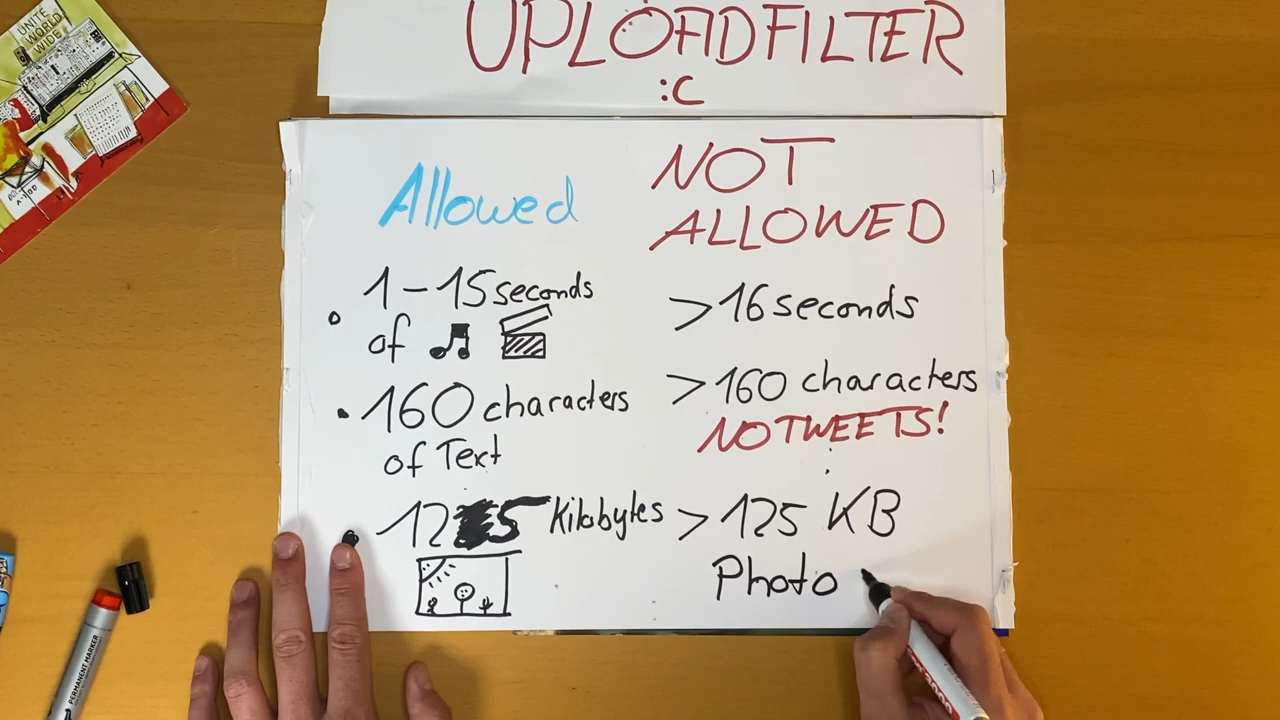 UNITE
WORLD
WIDE
UPLOADFILTER
:C
Allowed
NOT
ALLOWED
1-15 seconds
of
>16 seconds
160 characters
of Text
>160 characters
NO TWEETS!
125 Kilobytes
>125 KB
Photo
PERMANENT MARKER